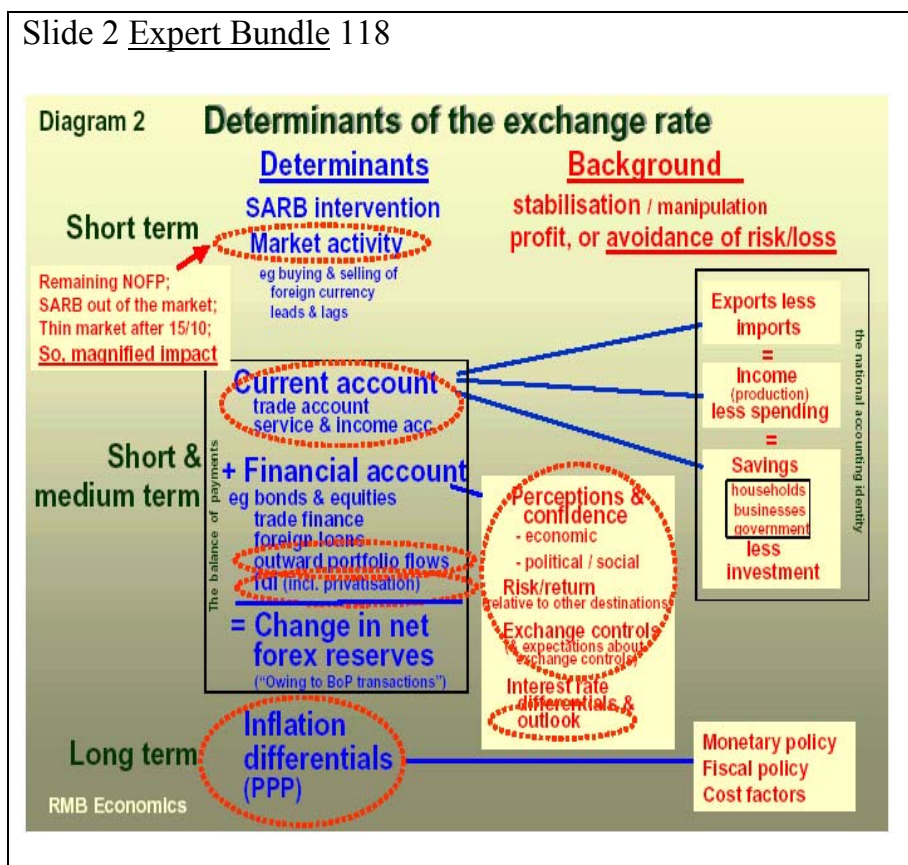 Slide 2 Expert Bundle 118
Diagram 2
Determinants of the exchange rate
Determinants
Background
Short term
SARB intervention
Market activity
eg buying & selling of
foreign currency
leads & lags
stabilisation / manipulation
profit, or avoidance of risk/loss
Remaining NOFP;
SARB out of the market;
Thin market after 15/10;
So, magnified impact
Short &
medium term
The balance of payments
Current account
trade account
service & income acc
+ Financial account
eg bonds & equities
trade finance
foreign loans
outward portfolio flows
fdi (incl. privatisation)
= Change in net
forex reserves
("Owing to BoP transactions")
Perceptions &
confidence
- economic
- political / social
Risk/return
(relative to other destinations)
Exchange controls
(& expectations about
exchange controls)
Interest rate
differentials &
outlook
Exports less
imports
=
Income
(production)
less spending
=
Savings
households
businesses
government
less
investment
the national accounting identity
Long term
Inflation
differentials
(PPP)
Monetary policy
Fiscal policy
Cost factors
RMB Economics